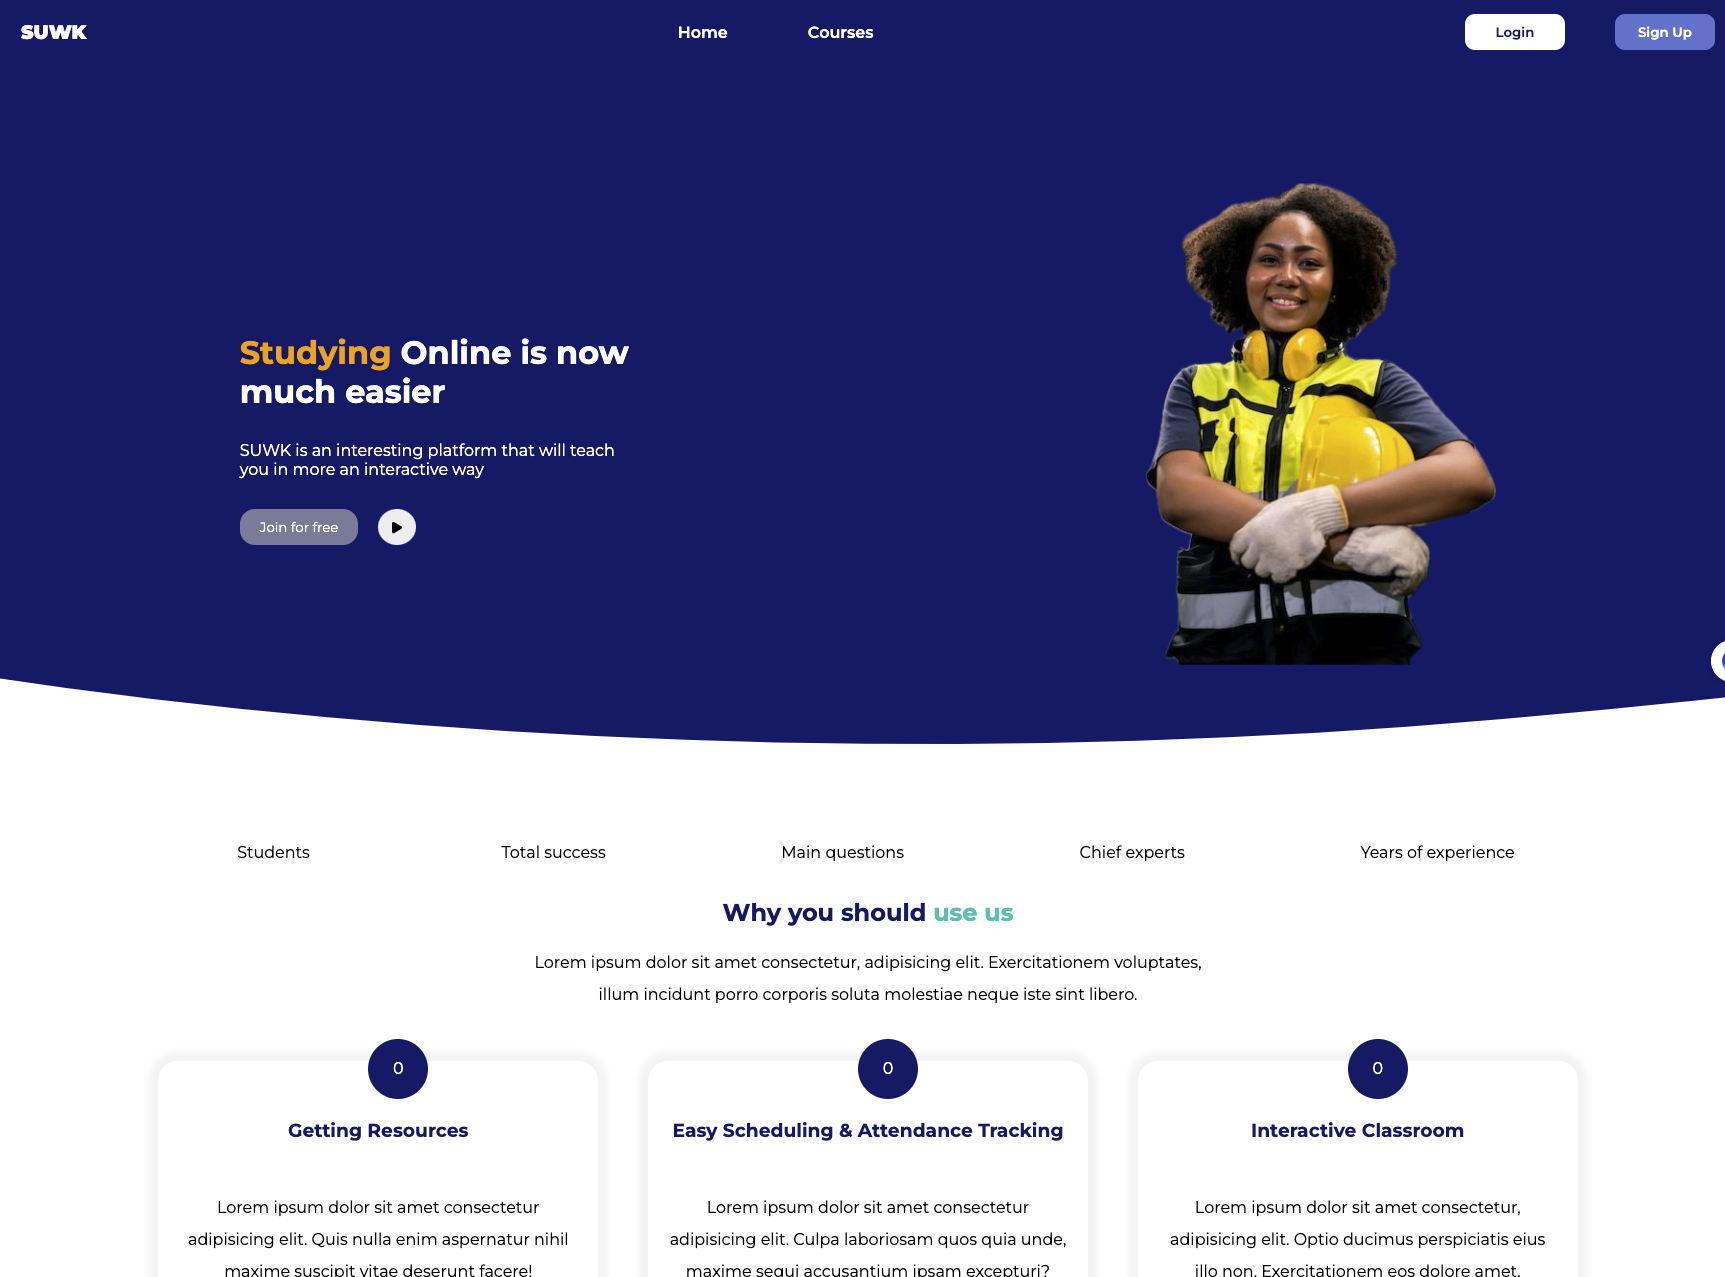 SUWK
Home
Courses
Login
Sign Up
Studying Online is now
much easier
SUWK is an interesting platform that will teach
you in more an interactive way
Join for free
Students
Total success
Main questions
Chief experts
Years of experience
Why you should use us
Lorem ipsum dolor sit amet consectetur, adipisicing elit. Exercitationem voluptates,
illum incidunt porro corporis soluta molestiae neque iste sint libero.
0
Getting Resources
Lorem ipsum dolor sit amet consectetur
adipisicing elit. Quis nulla enim aspernatur nihil
maxime suscipit vitae deserunt facere!
0
Easy Scheduling & Attendance Tracking
Lorem ipsum dolor sit amet consectetur
adipisicing elit. Culpa laboriosam quos quia unde,
maxime sequi accusantium ipsam excepturi?
0
Interactive Classroom
Lorem ipsum dolor sit amet consectetur,
adipisicing elit. Optio ducimus perspiciatis eius
illo non. Exercitationem eos dolore amet.